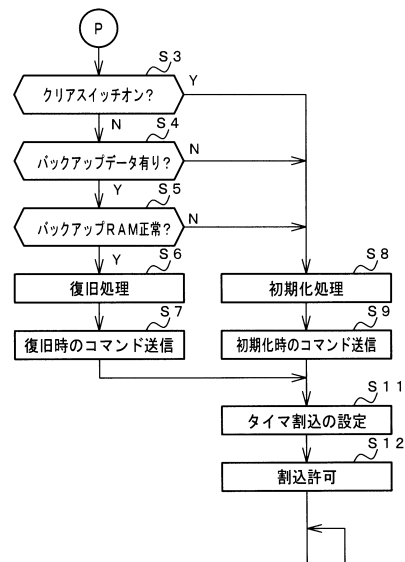 P
S3
クリアスイッチオン?
Y
N
S4
バックアップデータ有り?
N
Y
S5
バックアップRAM正常?
N
Y
S6
復旧処理
S8
初期化処理
S7
復旧時のコマンド送信
S9
初期化時のコマンド送信
S11
タイマ割込の設定
S12
割込許可